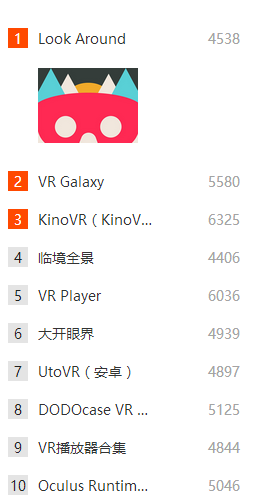 1 Look Around 4538
2 VR Galaxy 5580
3 KinoVR（KinoV... 6325
4 临境全景 4406
5 VR Player 6036
6 大开眼界 4939
7 UtoVR（安卓） 4897
8 DODOcase VR ... 5125
9 VR播放器合集 4844
10 Oculus Runtim... 5046